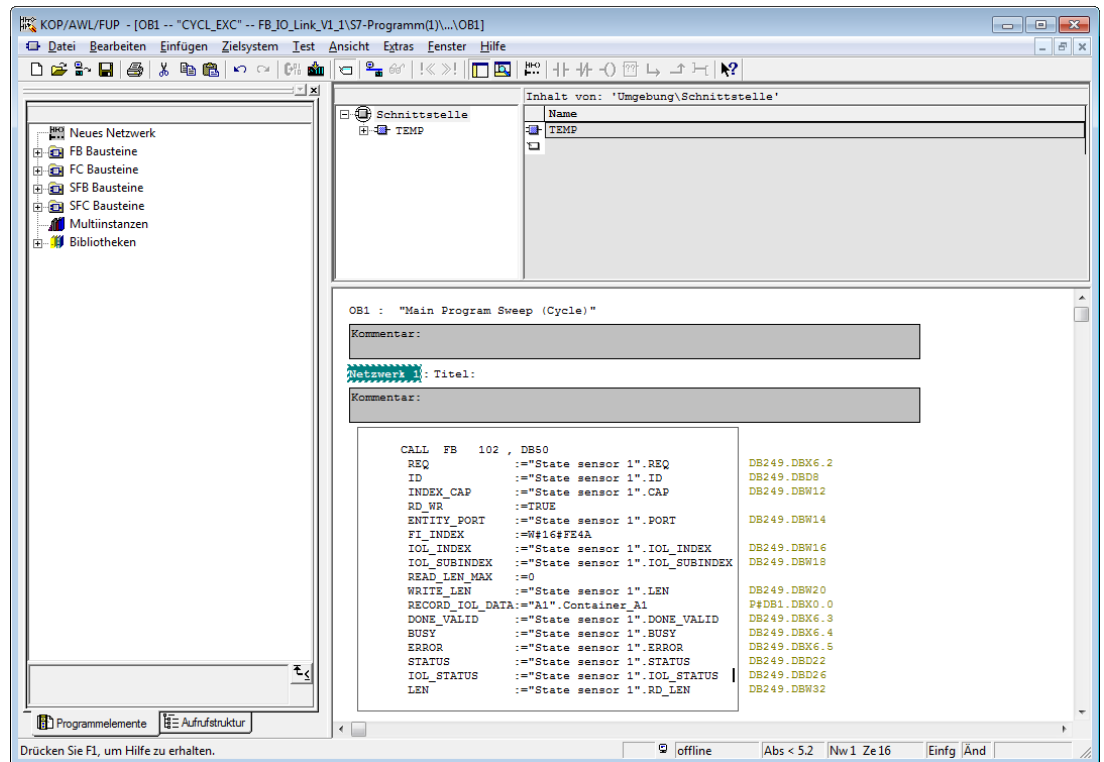 KOP/AWL/FUP - [OB1 -- "CYCL_EXC" -- FB_IO_Link_V1_1\S7-Programm(1)\...\OB1]
Datei Bearbeiten Einfügen Zielsystem Test Ansicht Extras Fenster Hilfe
Neues Netzwerk
FB Bausteine
FC Bausteine
SFB Bausteine
SFC Bausteine
Multiinstanzen
Bibliotheken
Programmelemente Aufrufstruktur
Schnittstelle
TEMP
Inhalt von: 'Umgebung\Schnittstelle'
Name
TEMP
OB1 : "Main Program Sweep (Cycle)"
Kommentar:
Netzwerk 1: Titel:
Kommentar:
CALL FB 102 , DB50
REQ :="State sensor 1".REQ DB249.DBX6.2
ID :="State sensor 1".ID DB249.DBD8
INDEX_CAP :="State sensor 1".CAP DB249.DBW12
RD_WR :=TRUE
ENTITY_PORT :="State sensor 1".PORT DB249.DBW14
FI_INDEX :=W#16#FE4A
IOL_INDEX :="State sensor 1".IOL_INDEX DB249.DBW16
IOL_SUBINDEX :="State sensor 1".IOL_SUBINDEX DB249.DBW18
READ_LEN_MAX :=0
WRITE_LEN :="State sensor 1".LEN DB249.DBW20
RECORD_IOL_DATA:="A1".Container_A1 P#DB1.DBX0.0
DONE_VALID :="State sensor 1".DONE_VALID DB249.DBX6.3
BUSY :="State sensor 1".BUSY DB249.DBX6.4
ERROR :="State sensor 1".ERROR DB249.DBX6.5
STATUS :="State sensor 1".STATUS DB249.DBD22
IOL_STATUS :="State sensor 1".IOL_STATUS DB249.DBD26
LEN :="State sensor 1".RD_LEN DB249.DBW32
Drücken Sie F1, um Hilfe zu erhalten. offline Abs < 5.2 Nw 1 Ze 16 Einfg Änd